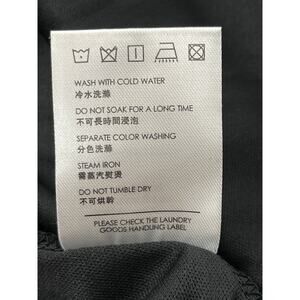 WASH WITH COLD WATER
冷水洗滌
DO NOT SOAK FOR A LONG TIME
不可長時間浸泡
SEPARATE COLOR WASHING
分色洗滌
STEAM IRON
需蒸汽熨燙
DO NOT TUMBLE DRY
不可烘幹
PLEASE CHECK THE LAUNDRY
GOODS HANDLING LABEL